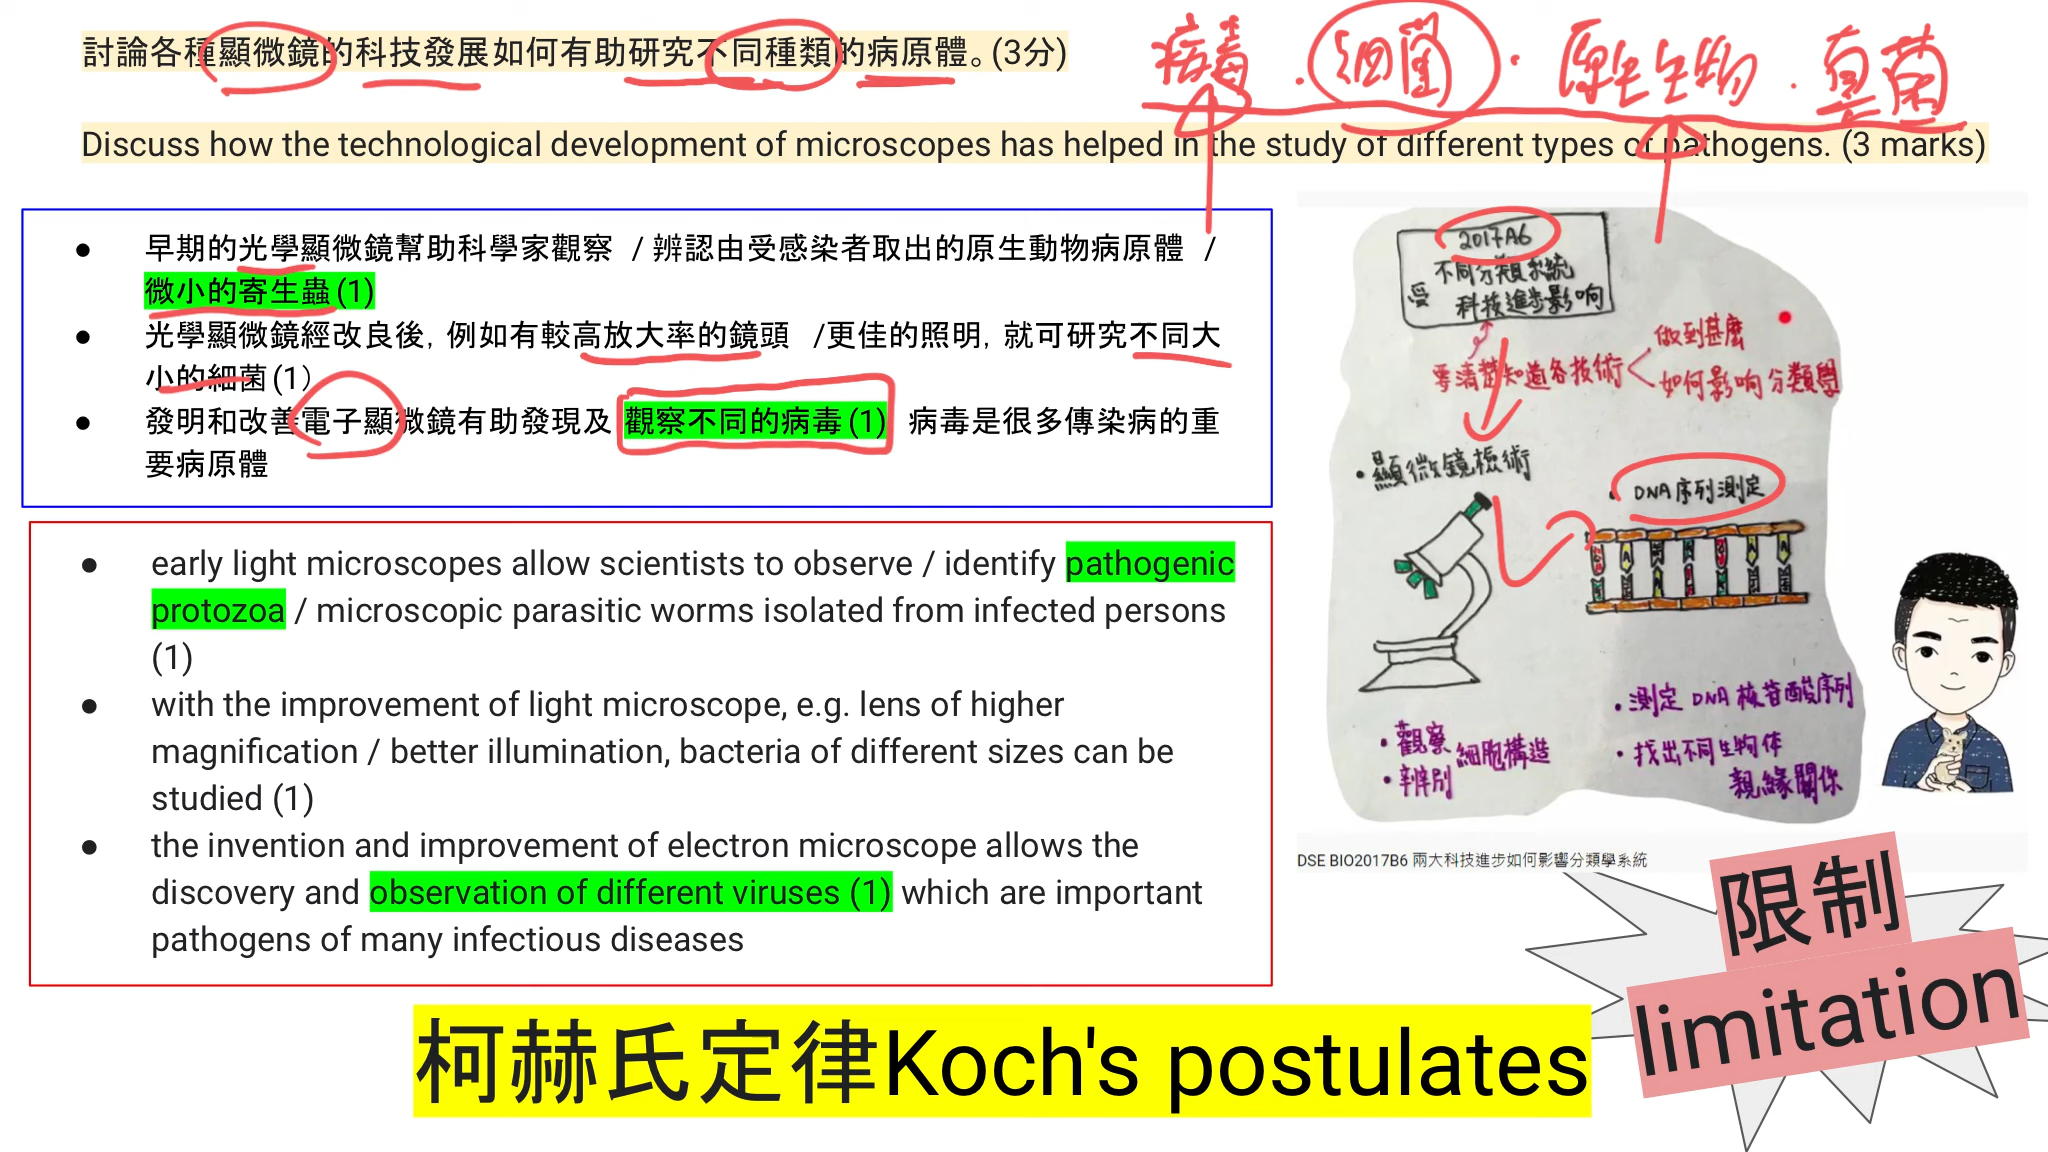 討論各種顯微鏡的科技發展如何有助研究不同種類的病原體。(3分)
病毒.細菌.原生生物.真菌
Discuss how the technological development of microscopes has helped in the study of different types of pathogens. (3 marks)
● 早期的光學顯微鏡幫助科學家觀察 / 辨認由受感染者取出的原生動物病原體 /
微小的寄生蟲(1)
● 光學顯微鏡經改良後, 例如有較高放大率的鏡頭 /更佳的照明, 就可研究不同大
小的細菌(1)
● 發明和改善電子顯微鏡有助發現及觀察不同的病毒(1) 病毒是很多傳染病的重
要病原體
● early light microscopes allow scientists to observe / identify pathogenic
protozoa / microscopic parasitic worms isolated from infected persons
(1)
● with the improvement of light microscope, e.g. lens of higher
magnification / better illumination, bacteria of different sizes can be
studied (1)
● the invention and improvement of electron microscope allows the
discovery and observation of different viruses (1) which are important
pathogens of many infectious diseases
2017A6
不同分類系統
受科技進步影响
要清楚知道各技術
做到甚麼
如何影响分類學
• 顯微鏡檢術
• DNA序列測定
• 觀察
• 辨別
細胞構造
• 測定 DNA 核苷酸序列
• 找出不同生物体
親緣關係
DSE BIO2017B6 兩大科技進步如何影響分類學系統
限制
limitation
柯赫氏定律Koch's postulates